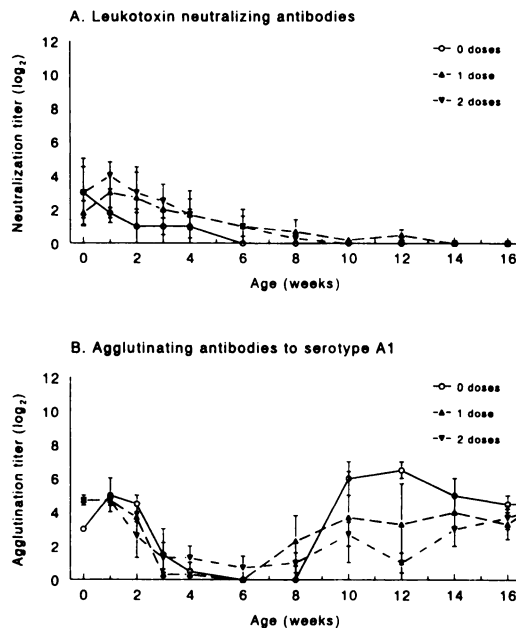 A. Leukotoxin neutralizing antibodies
0 doses
1 dose
2 doses
Neutralization titer (log2)
12
10
8
6
4
2
0
0 2 4 6 8 10 12 14 16
Age (weeks)
B. Agglutinating antibodies to serotype A1
0 doses
1 dose
2 doses
Agglutination titer (log2)
12
10
8
6
4
2
0
0 2 4 6 8 10 12 14 16
Age (weeks)